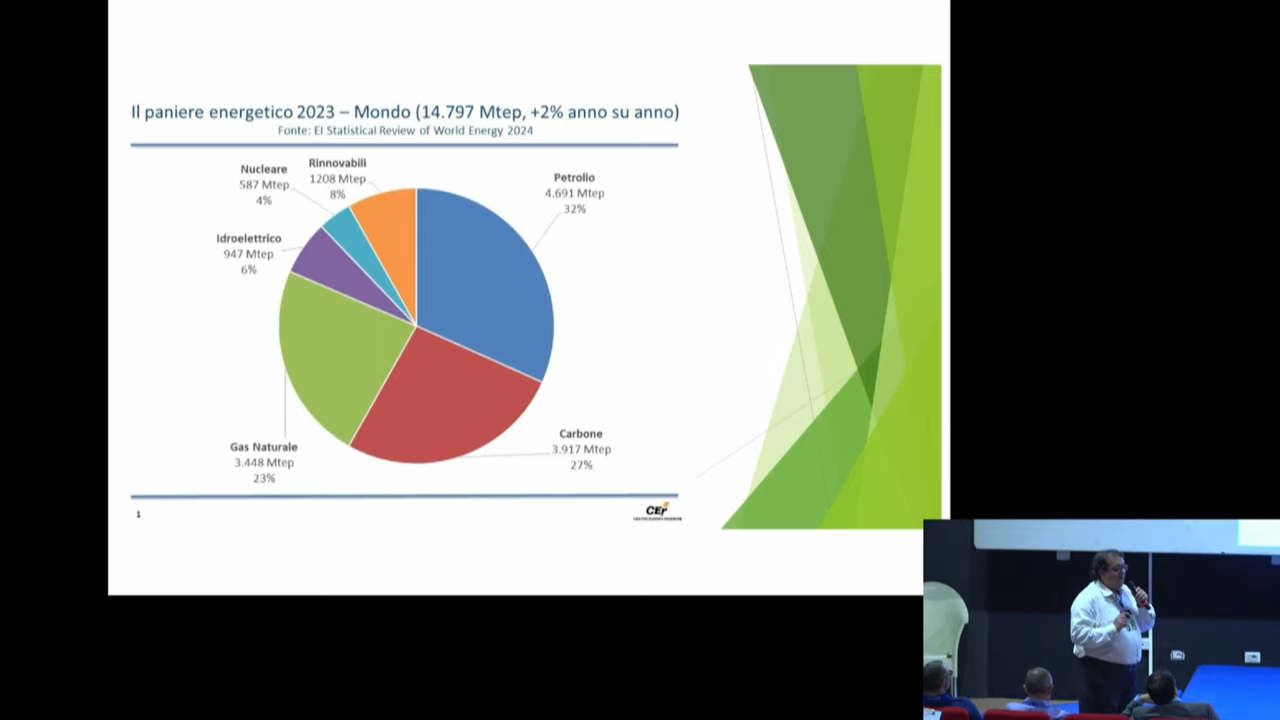 Il paniere energetico 2023 – Mondo (14.797 Mtep, +2% anno su anno)
Fonte: EI Statistical Review of World Energy 2024
Nucleare
587 Mtep
4%
Rinnovabili
1208 Mtep
8%
Petrolio
4.691 Mtep
32%
Idroelettrico
947 Mtep
6%
Gas Naturale
3.448 Mtep
23%
Carbone
3.917 Mtep
27%
1
CEr